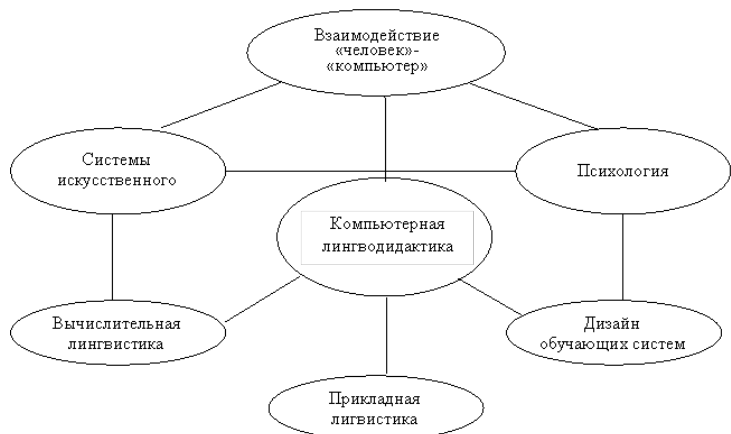 Взаимодействие
«человек»-
«компьютер»
Системы
искусственного
Психология
Компьютерная
лингводидактика
Вычислительная
лингвистика
Дизайн
обучающих систем
Прикладная
лигвистика